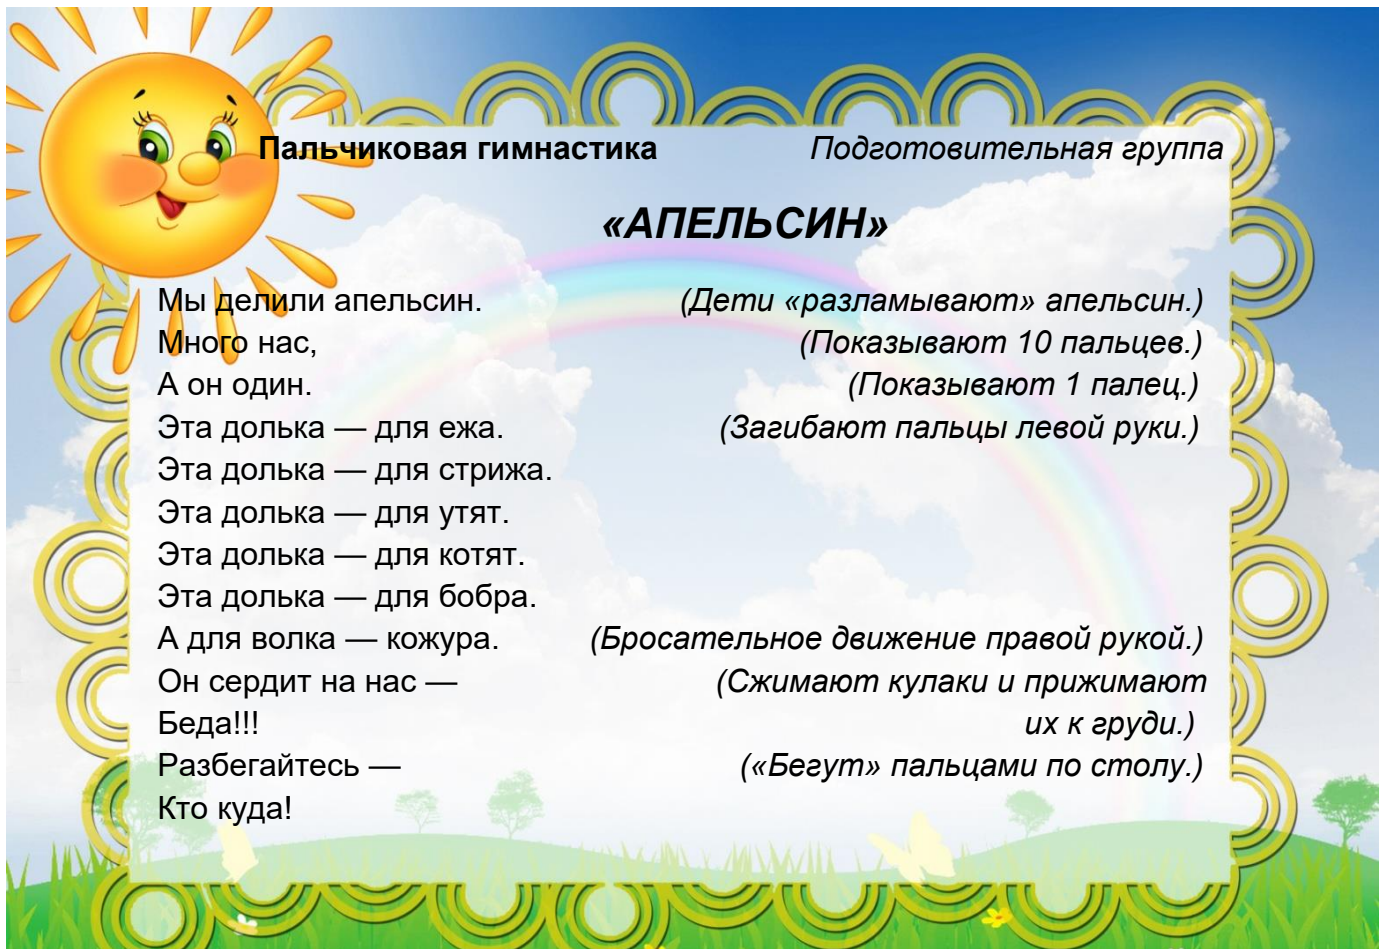 Пальчиковая гимнастика Подготовительная группа
«АПЕЛЬСИН»
Мы делили апельсин. (Дети «разламывают» апельсин.)
Много нас, (Показывают 10 пальцев.)
А он один. (Показывают 1 палец.)
Эта долька — для ежа. (Загибают пальцы левой руки.)
Эта долька — для стрижа.
Эта долька — для утят.
Эта долька — для котят.
Эта долька — для бобра.
А для волка — кожура. (Бросательное движение правой рукой.)
Он сердит на нас — (Сжимают кулаки и прижимают
Беда!!! их к груди.)
Разбегайтесь — («Бегут» пальцами по столу.)
Кто куда!